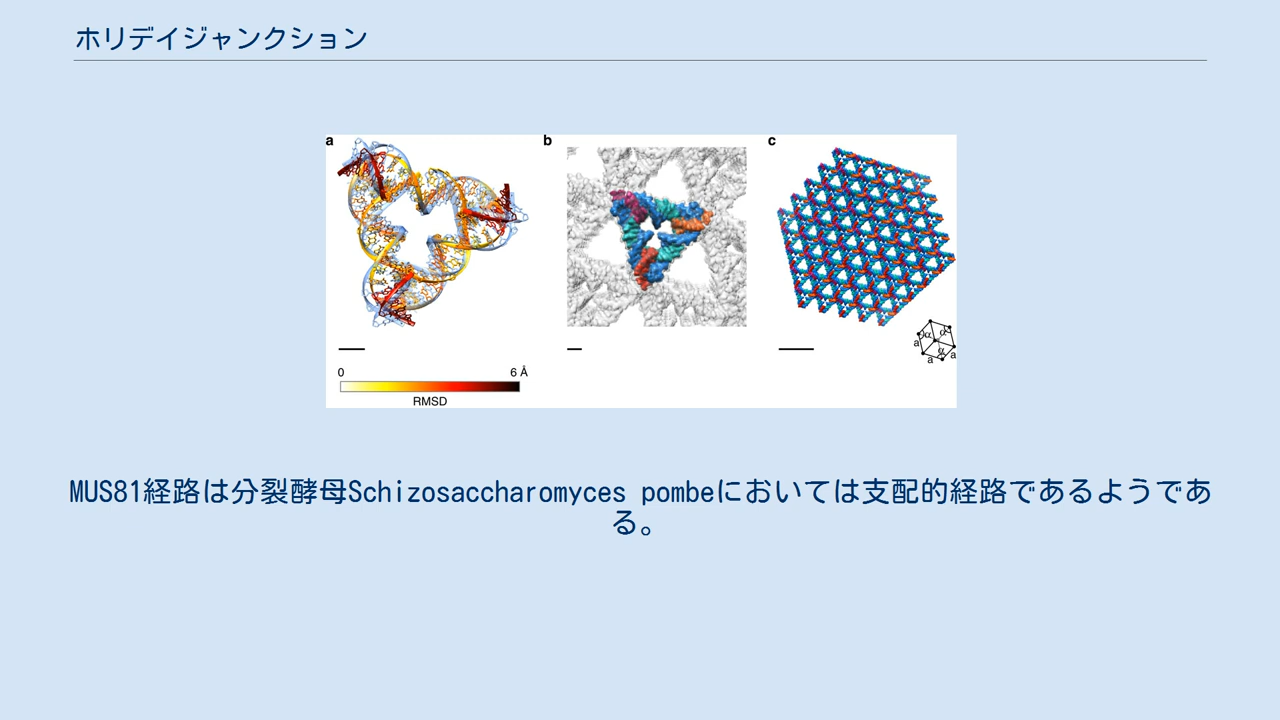 ホリデイジャンクション
a
b
c
0
6 Å
RMSD
α
α
α
a
a
a
MUS81経路は分裂酵母Schizosaccharomyces pombeにおいては支配的経路であるようであ
る。